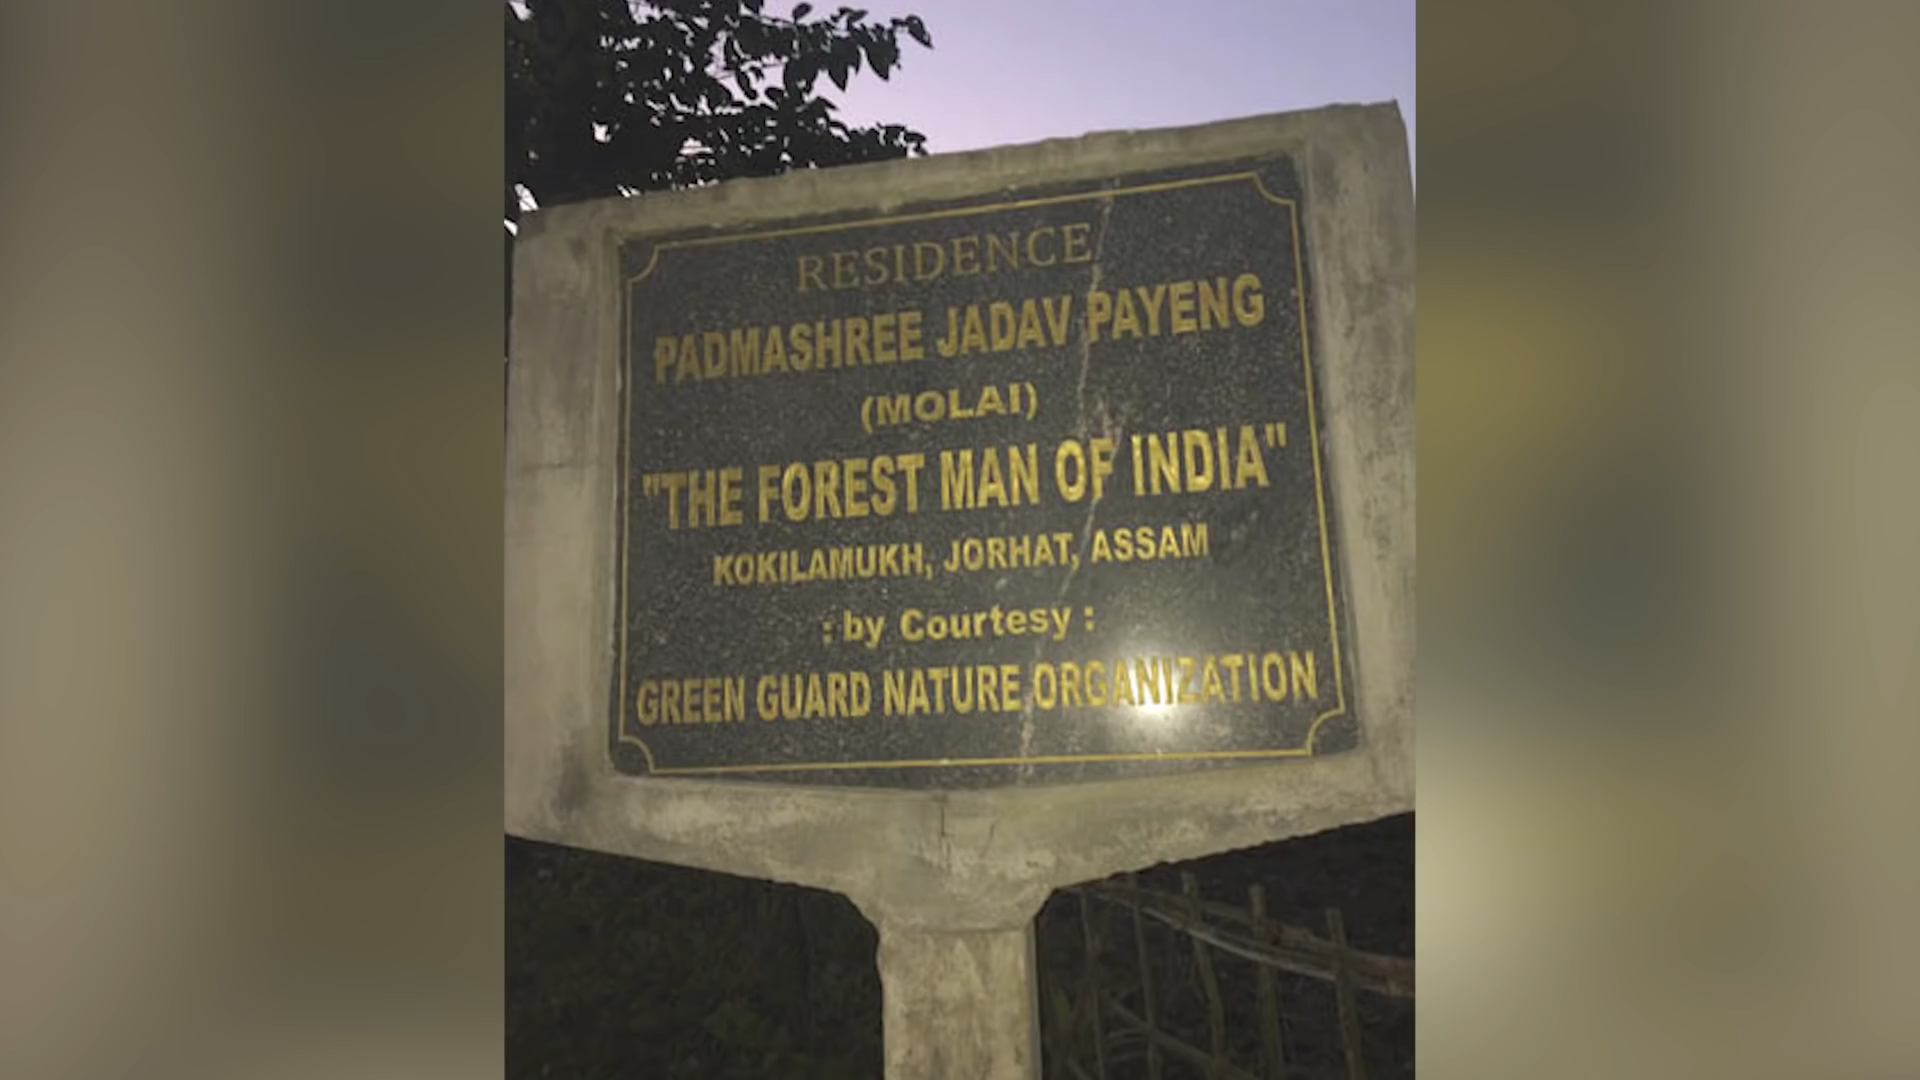 RESIDENCE
PADMASHREE JADAV PAYENG
(MOLAI)
"THE FOREST MAN OF INDIA"
KOKILAMUKH, JORHAT, ASSAM
: by Courtesy :
GREEN GUARD NATURE ORGANIZATION